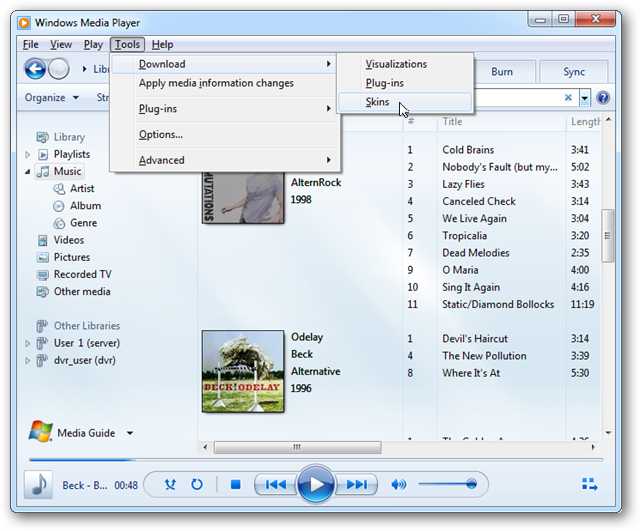 Windows Media Player
File View Play Tools Help
Download
Visualizations
Apply media information changes
Plug-ins
Plug-ins
Skins
Options...
Advanced
Burn
Sync
Organize
# Title Length
Library
Playlists
Music
Artist
Album
Genre
Videos
Pictures
Recorded TV
Other media
Other Libraries
User 1 (server)
dvr_user (dvr)
Media Guide
MUTATIONS
AlternRock
1998
1 Cold Brains 3:41
2 Nobody's Fault (but my... 5:02
3 Lazy Flies 3:43
4 Canceled Check 3:14
5 We Live Again 3:04
6 Tropicalia 3:20
7 Dead Melodies 2:35
9 O Maria 4:00
10 Sing It Again 4:16
11 Static/Diamond Bollocks 11:19
BECK!ODELAY
Odelay
Beck
Alternative
1996
1 Devil's Haircut 3:14
4 The New Pollution 3:39
8 Where It's At 5:30
Beck - B... 00:48